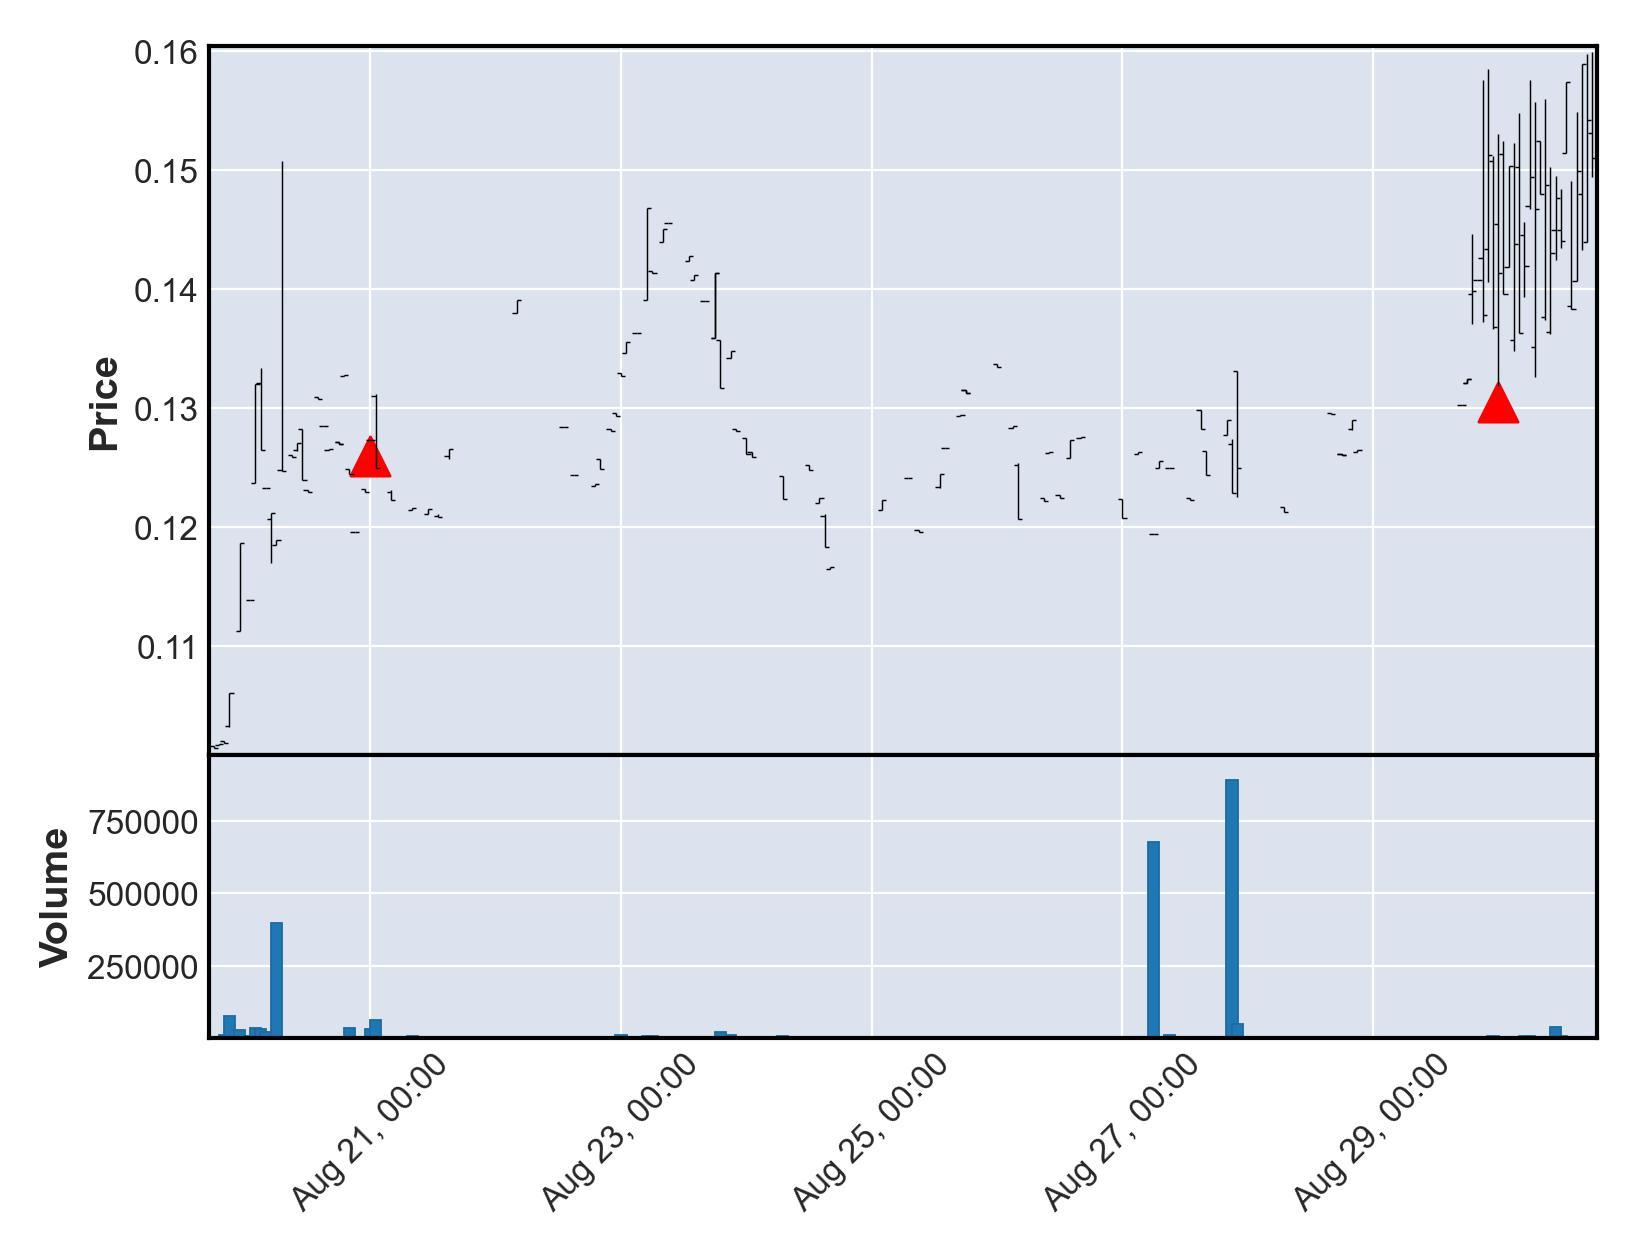 0.16
0.15
0.14
0.13
0.12
0.11
Price
750000
500000
250000
Volume
Aug 21, 00:00
Aug 23, 00:00
Aug 25, 00:00
Aug 27, 00:00
Aug 29, 00:00